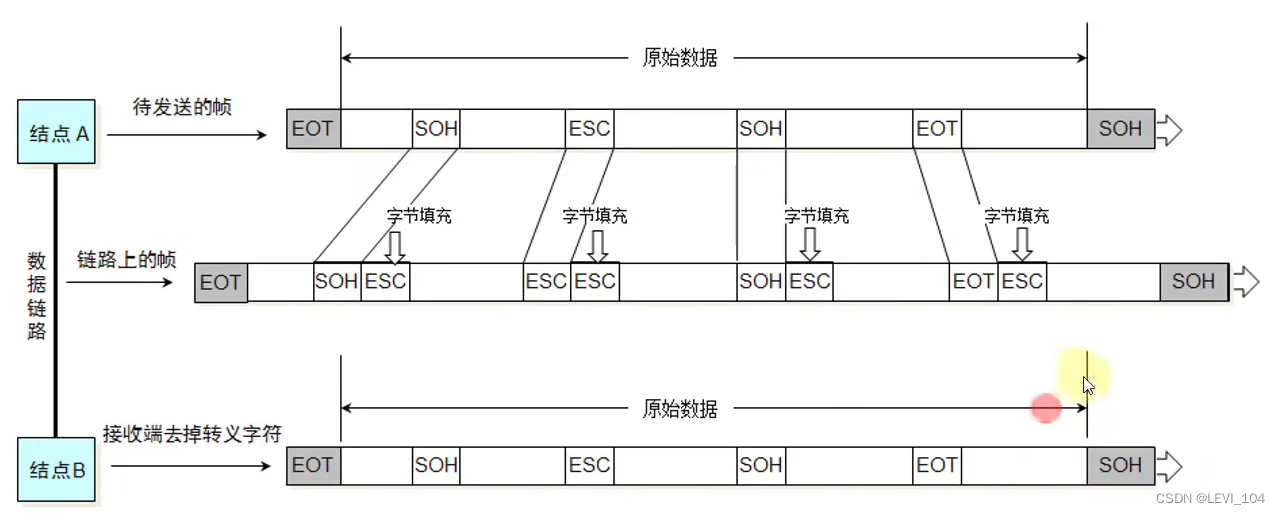 原始数据
待发送的帧
结点 A
EOT SOH ESC SOH EOT SOH
字节填充 字节填充 字节填充 字节填充
数据链路
链路上的帧
EOT SOH ESC ESC ESC SOH ESC EOT ESC SOH
原始数据
接收端去掉转义字符
结点B
EOT SOH ESC SOH EOT SOH
CSDN @LEVI_104